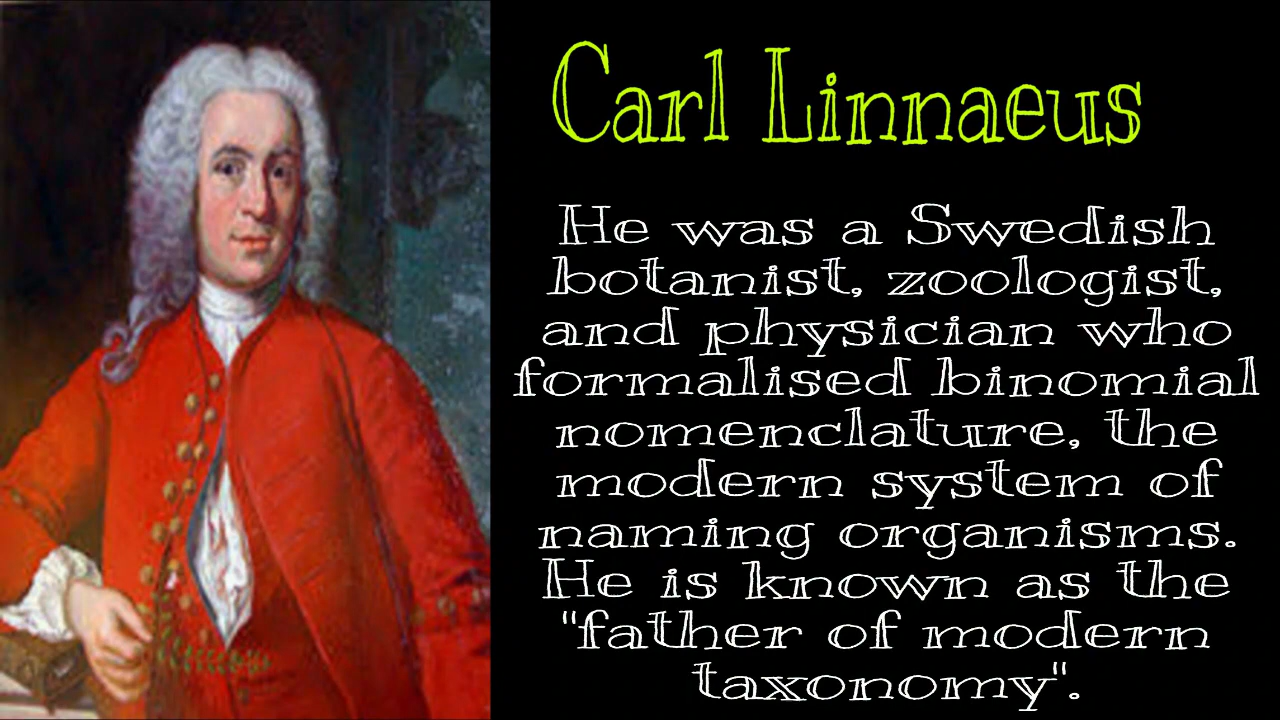 Carl Linnaeus
He was a Swedish
botanist, zoologist,
and physician who
formalised binomial
nomenclature, the
modern system of
naming organisms.
He is known as the
"father of modern
taxonomy".